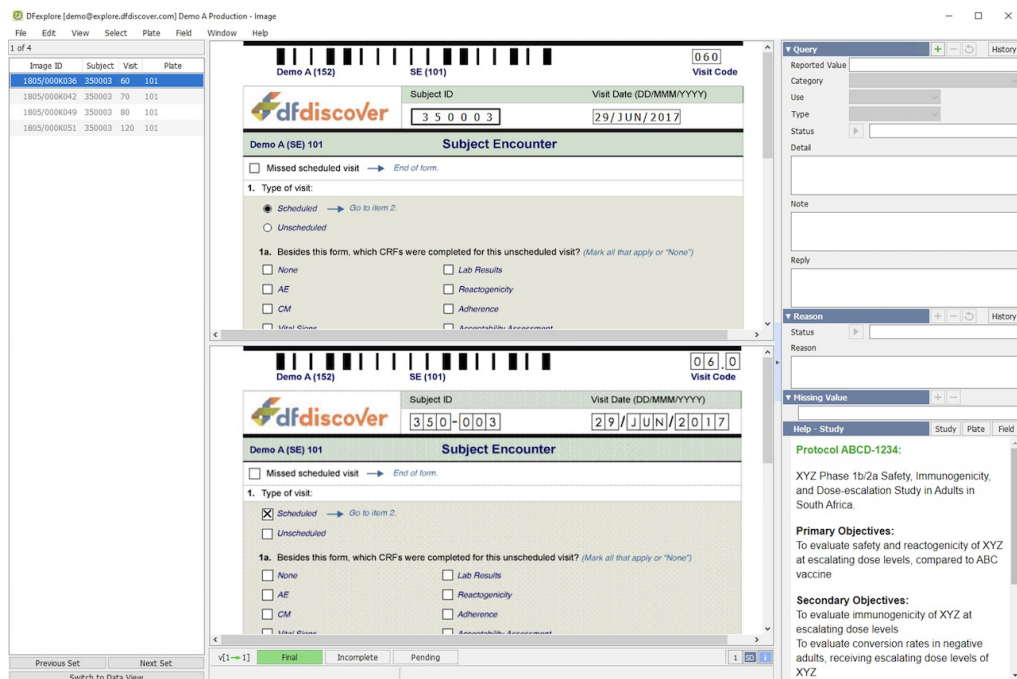 DFexplore [demo@explore.dfdiscover.com] Demo A Production - Image
File Edit View Select Plate Field Window Help
1 of 4
Image ID Subject Visit Plate
1805/000K036 350003 60 101
1805/000K042 350003 70 101
1805/000K049 350003 80 101
1805/000K051 350003 120 101
Previous Set Next Set
Switch to Data View
060
Demo A (152) SE (101) Visit Code
dfdiscover
Subject ID Visit Date (DD/MMM/YYYY)
350003 29/JUN/2017
Demo A (SE) 101 Subject Encounter
Missed scheduled visit End of form.
1. Type of visit:
Scheduled Go to item 2.
Unscheduled
1a. Besides this form, which CRFs were completed for this unscheduled visit? (Mark all that apply or "None")
None Lab Results
AE Reactogenicity
CM Adherence
Vital Signs Acceptability Assessment
06.0
Demo A (152) SE (101) Visit Code
dfdiscover
Subject ID Visit Date (DD/MMM/YYYY)
350-003 29/JUN/2017
Demo A (SE) 101 Subject Encounter
Missed scheduled visit End of form.
1. Type of visit:
Scheduled Go to item 2.
Unscheduled
1a. Besides this form, which CRFs were completed for this unscheduled visit? (Mark all that apply or "None")
None Lab Results
AE Reactogenicity
CM Adherence
Vital Signs Acceptability Assessment
v[1→1] Final Incomplete Pending 1 SD i
Query History
Reported Value
Category
Use
Type
Status
Detail
Note
Reply
Reason History
Status
Reason
Missing Value
Help - Study Study Plate Field
Protocol ABCD-1234:
XYZ Phase 1b/2a Safety, Immunogenicity,
and Dose-escalation Study in Adults in
South Africa.
Primary Objectives:
To evaluate safety and reactogenicity of XYZ
at escalating dose levels, compared to ABC
vaccine
Secondary Objectives:
To evaluate immunogenicity of XYZ at
escalating dose levels
To evaluate conversion rates in negative
adults, receiving escalating dose levels of
XYZ